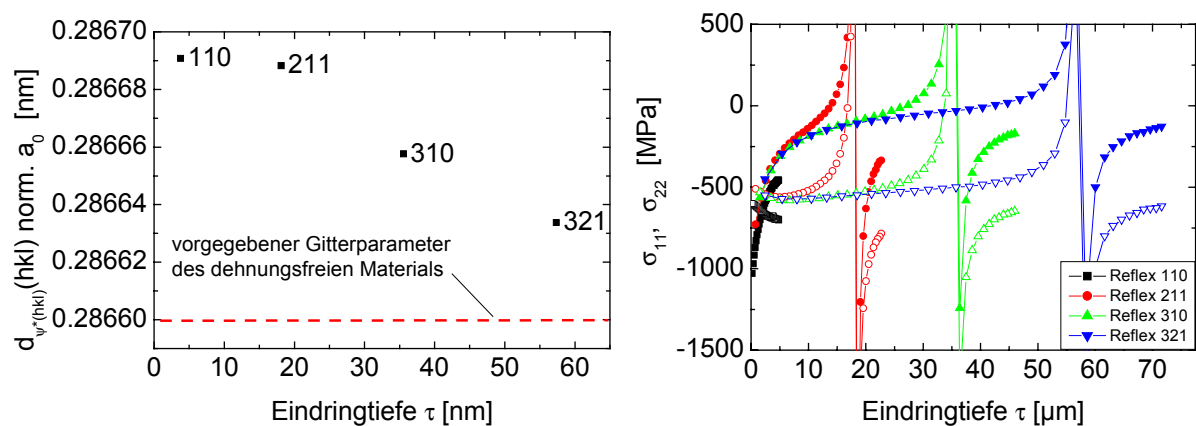 0.28670
0.28668
0.28666
0.28664
0.28662
0.28660
d_ψ*(hkl)(hkl) norm. a_0 [nm]
110
211
310
321
vorgegebener Gitterparameter
des dehnungsfreien Materials
0 10 20 30 40 50 60
Eindringtiefe τ [nm]
500
0
-500
-1000
-1500
σ_11, σ_22 [MPa]
Reflex 110
Reflex 211
Reflex 310
Reflex 321
0 10 20 30 40 50 60 70
Eindringtiefe τ [µm]